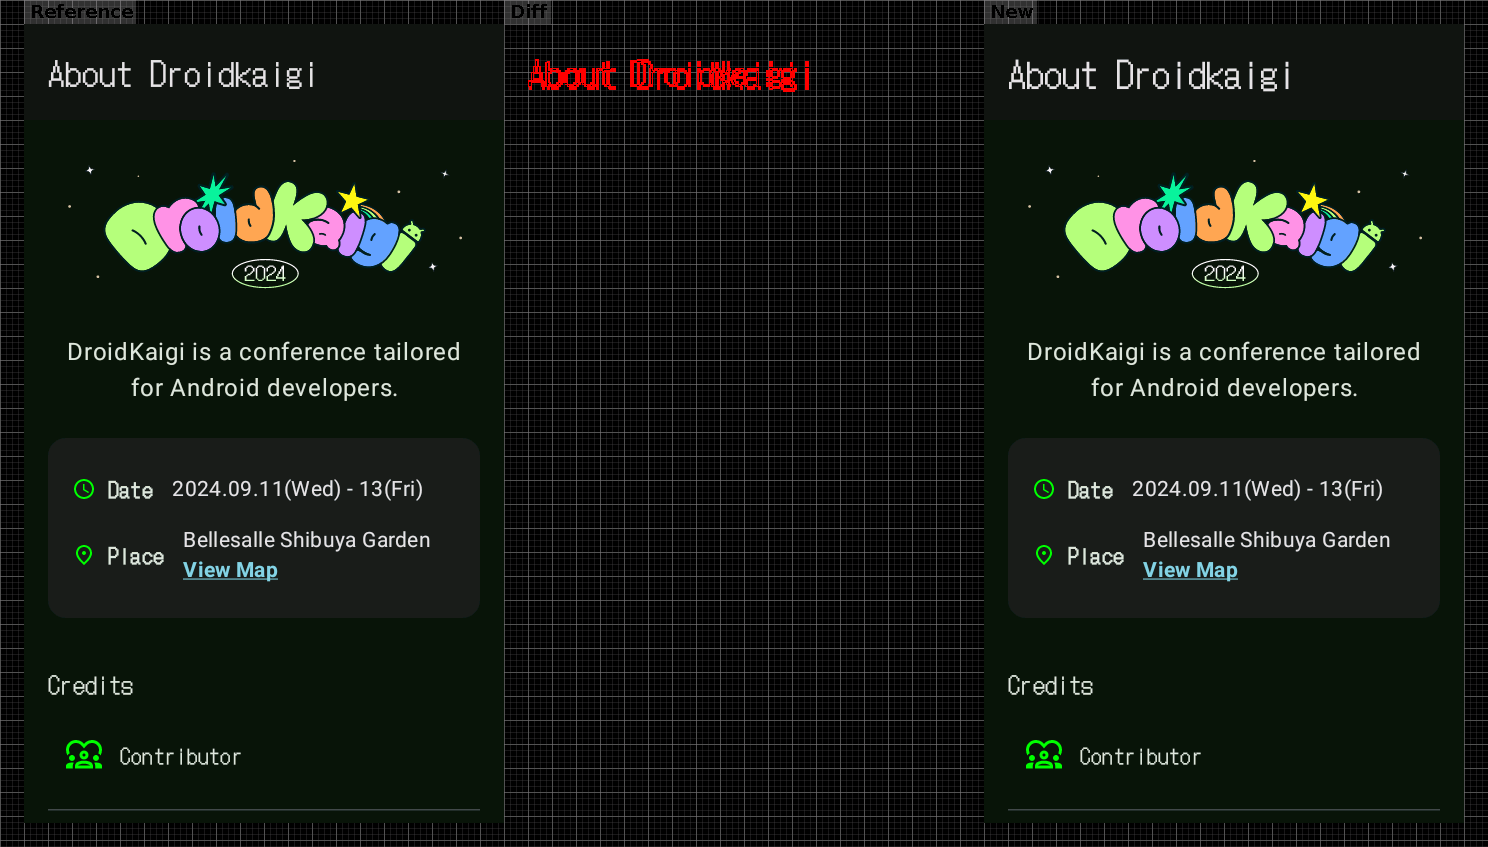 Reference
Diff
New
About Droidkaigi
About Droidkaigi
About Droidkaigi
DroidKaigi
2024
DroidKaigi is a conference tailored
for Android developers.
Date 2024.09.11(Wed) - 13(Fri)
Place Bellesalle Shibuya Garden
View Map
Credits
Contributor
DroidKaigi
2024
DroidKaigi is a conference tailored
for Android developers.
Date 2024.09.11(Wed) - 13(Fri)
Place Bellesalle Shibuya Garden
View Map
Credits
Contributor